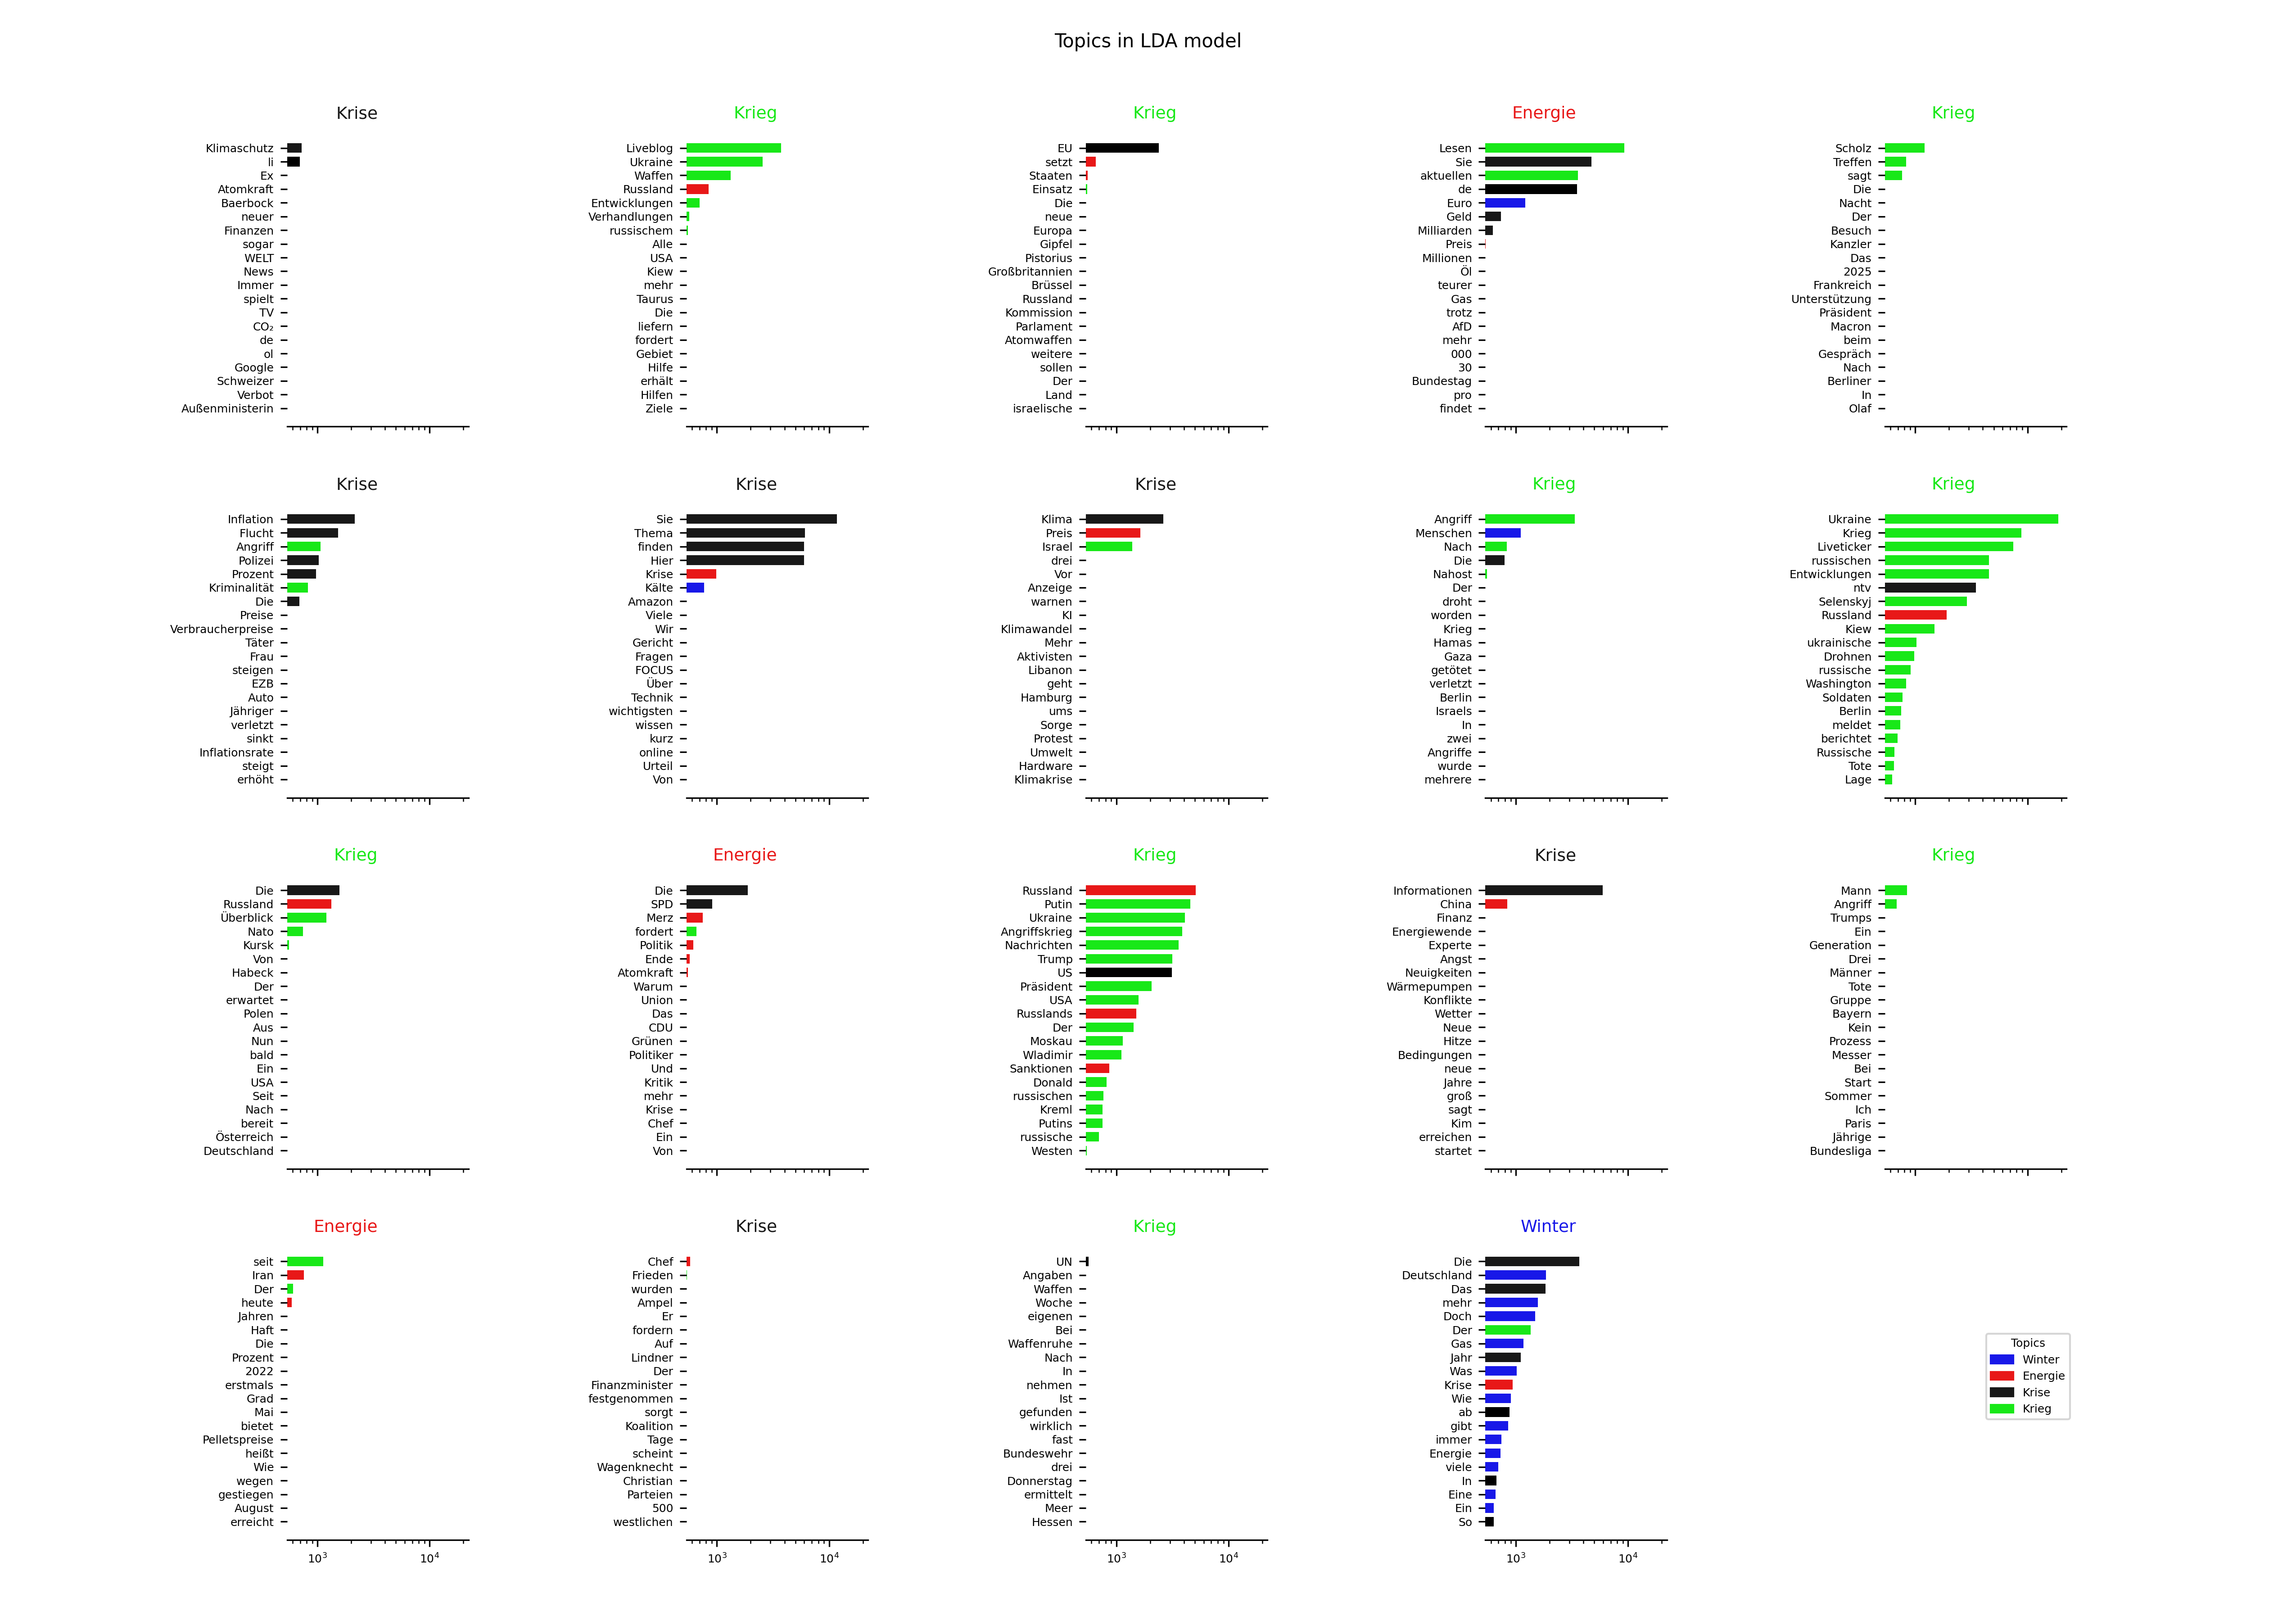 Topics in LDA model
Krise
Klimaschutz
li
Ex
Atomkraft
Baerbock
neuer
Finanzen
sogar
WELT
News
Immer
spielt
TV
CO₂
de
ol
Google
Schweizer
Verbot
Außenministerin
Krieg
Liveblog
Ukraine
Waffen
Russland
Entwicklungen
Verhandlungen
russischem
Alle
USA
Kiew
mehr
Taurus
Die
liefern
fordert
Gebiet
Hilfe
erhält
Hilfen
Ziele
Krieg
EU
setzt
Staaten
Einsatz
Die
neue
Europa
Gipfel
Pistorius
Großbritannien
Brüssel
Russland
Kommission
Parlament
Atomwaffen
weitere
sollen
Der
Land
israelische
Energie
Lesen
Sie
aktuellen
de
Euro
Geld
Milliarden
Preis
Millionen
Öl
teurer
Gas
trotz
AfD
mehr
000
30
Bundestag
pro
findet
Krieg
Scholz
Treffen
sagt
Die
Nacht
Der
Besuch
Kanzler
Das
2025
Frankreich
Unterstützung
Präsident
Macron
beim
Gespräch
Nach
Berliner
In
Olaf
Krise
Inflation
Flucht
Angriff
Polizei
Prozent
Kriminalität
Die
Preise
Verbraucherpreise
Täter
Frau
steigen
EZB
Auto
Jähriger
verletzt
sinkt
Inflationsrate
steigt
erhöht
Krise
Sie
Thema
finden
Hier
Krise
Kälte
Amazon
Viele
Wir
Gericht
Fragen
FOCUS
Über
Technik
wichtigsten
wissen
kurz
online
Urteil
Von
Krise
Klima
Preis
Israel
drei
Vor
Anzeige
warnen
KI
Klimawandel
Mehr
Aktivisten
Libanon
geht
Hamburg
ums
Sorge
Protest
Umwelt
Hardware
Klimakrise
Krieg
Angriff
Menschen
Nach
Die
Nahost
Der
droht
worden
Krieg
Hamas
Gaza
getötet
verletzt
Berlin
Israels
In
zwei
Angriffe
wurde
mehrere
Krieg
Ukraine
Krieg
Liveticker
russischen
Entwicklungen
ntv
Selenskyj
Russland
Kiew
ukrainische
Drohnen
russische
Washington
Soldaten
Berlin
meldet
berichtet
Russische
Tote
Lage
Krieg
Die
Russland
Überblick
Nato
Kursk
Von
Habeck
Der
erwartet
Polen
Aus
Nun
bald
Ein
USA
Seit
Nach
bereit
Österreich
Deutschland
Energie
Die
SPD
Merz
fordert
Politik
Ende
Atomkraft
Warum
Union
Das
CDU
Grünen
Politiker
Und
Kritik
mehr
Krise
Chef
Ein
Von
Krieg
Russland
Putin
Ukraine
Angriffskrieg
Nachrichten
Trump
US
Präsident
USA
Russlands
Der
Moskau
Wladimir
Sanktionen
Donald
russischen
Kreml
Putins
russische
Westen
Krise
Informationen
China
Finanz
Energiewende
Experte
Angst
Neuigkeiten
Wärmepumpen
Konflikte
Wetter
Neue
Hitze
Bedingungen
neue
Jahre
groß
sagt
Kim
erreichen
startet
Krieg
Mann
Angriff
Trumps
Ein
Generation
Drei
Männer
Tote
Gruppe
Bayern
Kein
Prozess
Messer
Bei
Start
Sommer
Ich
Paris
Jährige
Bundesliga
Energie
seit
Iran
Der
heute
Jahren
Haft
Die
Prozent
2022
erstmals
Grad
Mai
bietet
Pelletspreise
heißt
Wie
wegen
gestiegen
August
erreicht
10³ 10⁴
Krise
Chef
Frieden
wurden
Ampel
Er
fordern
Auf
Lindner
Der
Finanzminister
festgenommen
sorgt
Koalition
Tage
scheint
Wagenknecht
Christian
Parteien
500
westlichen
10³ 10⁴
Krieg
UN
Angaben
Waffen
Woche
eigenen
Bei
Waffenruhe
Nach
In
nehmen
Ist
gefunden
wirklich
fast
Bundeswehr
drei
Donnerstag
ermittelt
Meer
Hessen
10³ 10⁴
Winter
Die
Deutschland
Das
mehr
Doch
Der
Gas
Jahr
Was
Krise
Wie
ab
gibt
immer
Energie
viele
In
Eine
Ein
So
10³ 10⁴
Topics
Winter
Energie
Krise
Krieg